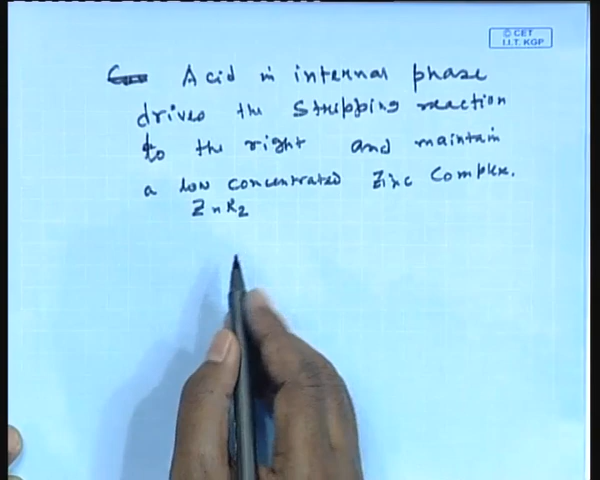 © CET
I.I.T. KGP
Acid in internal phase
drives the stripping reaction
to the right and maintain
a low concentrated Zinc Complex.
ZnR2